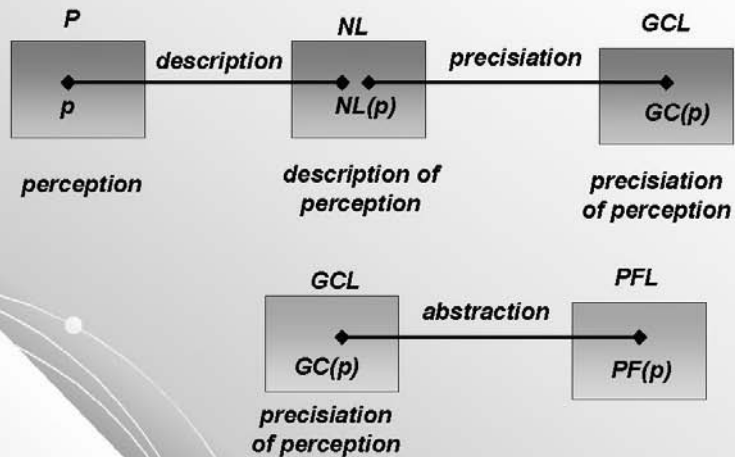 P
NL
GCL
description
precisiation
p
NL(p)
GC(p)
perception
description of
perception
precisiation
of perception
GCL
PFL
abstraction
GC(p)
PF(p)
precisiation
of perception